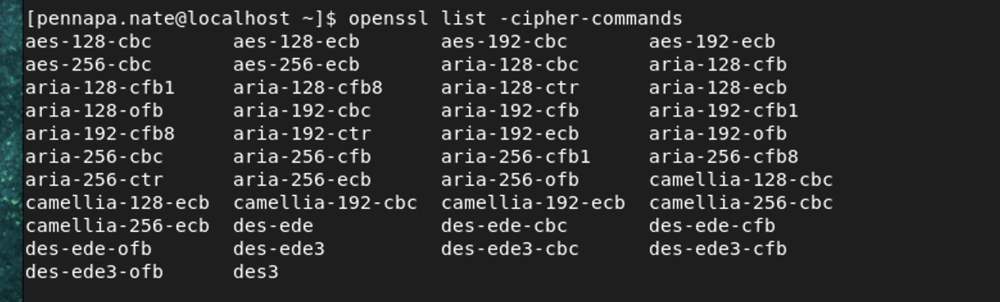 [pennapa.nate@localhost ~]$ openssl list -cipher-commands
aes-128-cbc       aes-128-ecb       aes-192-cbc       aes-192-ecb
aes-256-cbc       aes-256-ecb       aria-128-cbc      aria-128-cfb
aria-128-cfb1     aria-128-cfb8     aria-128-ctr      aria-128-ecb
aria-128-ofb      aria-192-cbc      aria-192-cfb      aria-192-cfb1
aria-192-cfb8     aria-192-ctr      aria-192-ecb      aria-192-ofb
aria-256-cbc      aria-256-cfb      aria-256-cfb1     aria-256-cfb8
aria-256-ctr      aria-256-ecb      aria-256-ofb      camellia-128-cbc
camellia-128-ecb  camellia-192-cbc  camellia-192-ecb  camellia-256-cbc
camellia-256-ecb  des-ede           des-ede-cbc       des-ede-cfb
des-ede-ofb       des-ede3          des-ede3-cbc      des-ede3-cfb
des-ede3-ofb      des3